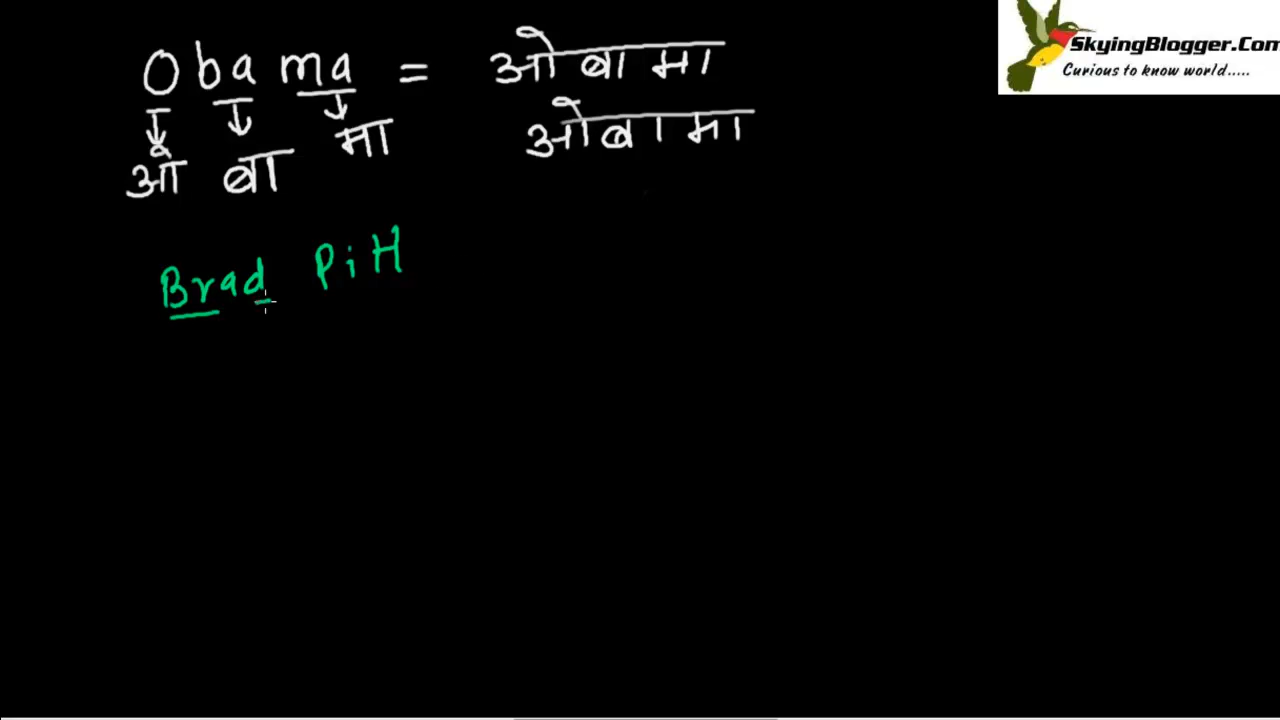 Obama = ओबामा
ओ बा मा ओबामा
Brad Pitt
SkyingBlogger.Com
Curious to know world.....